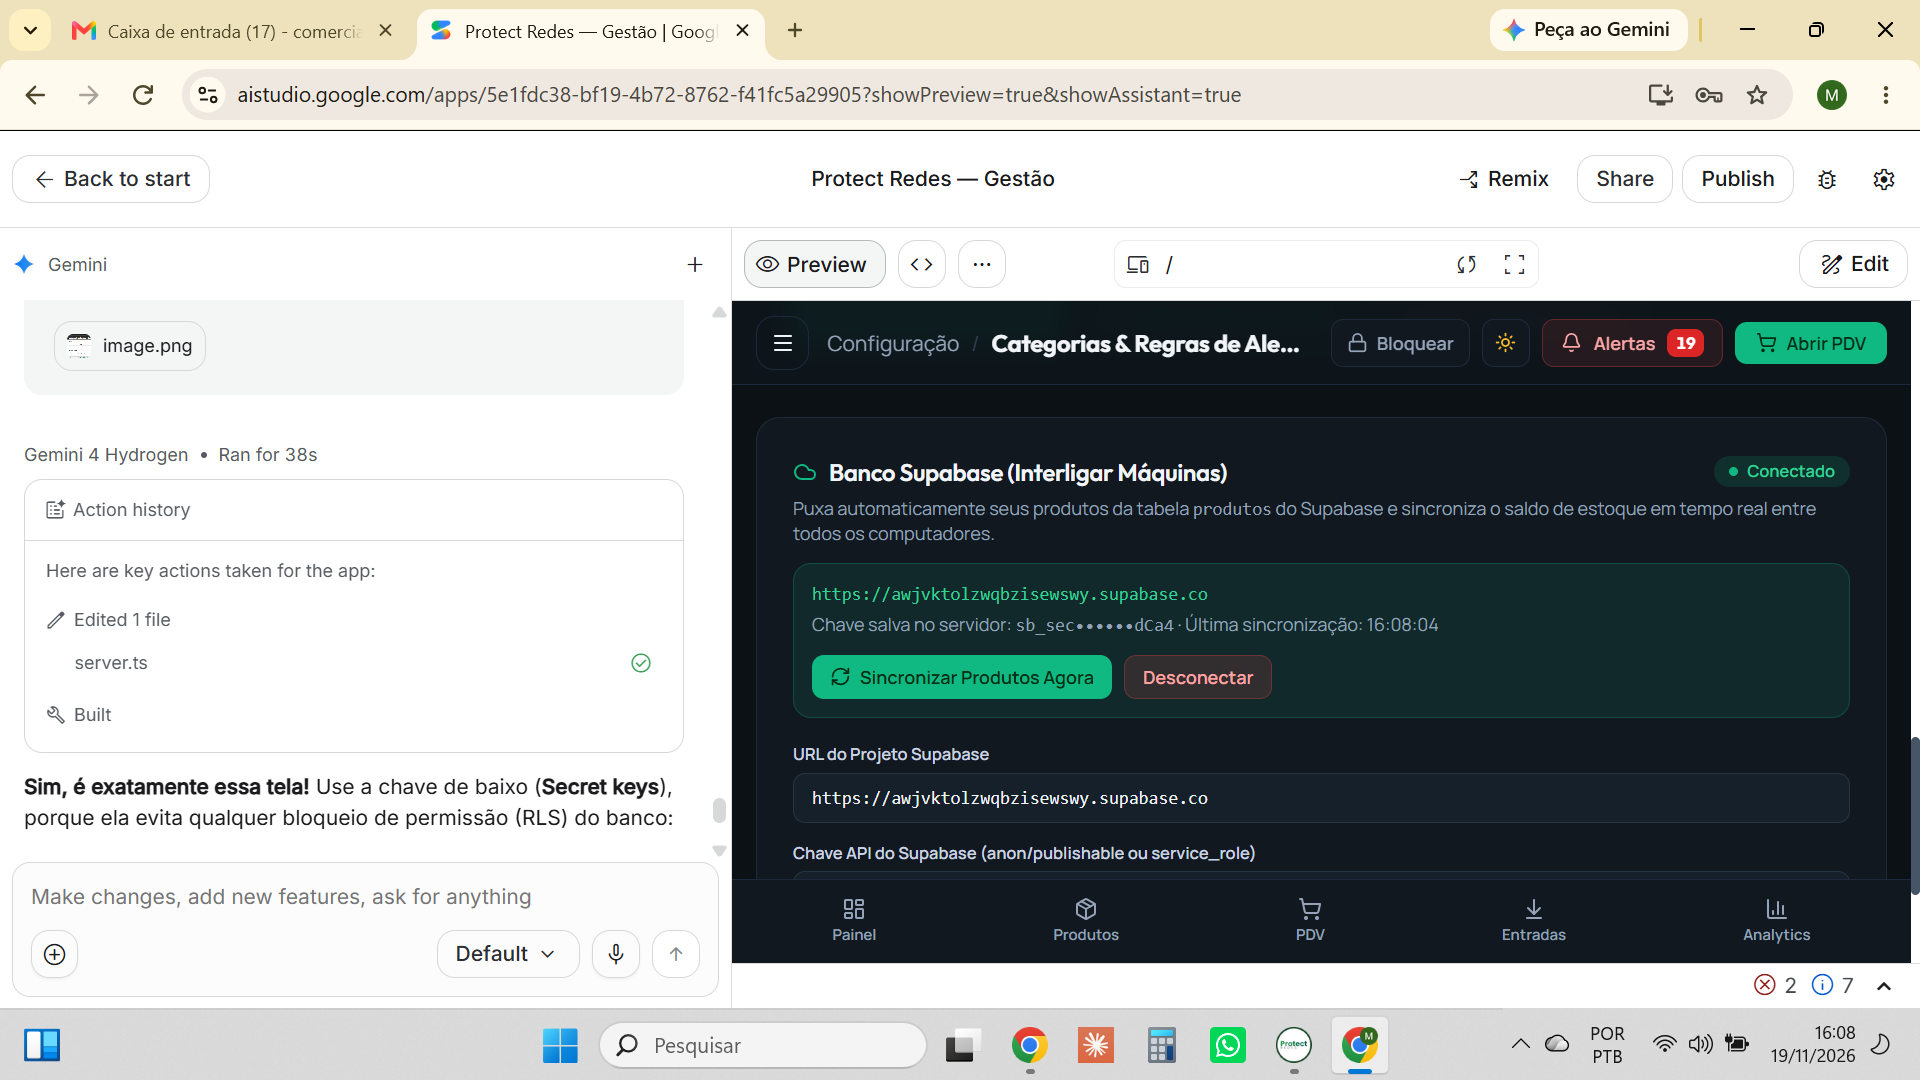 Caixa de entrada (17) - comercia
Protect Redes — Gestão | Googl
Peça ao Gemini
aistudio.google.com/apps/5e1fdc38-bf19-4b72-8762-f41fc5a29905?showPreview=true&showAssistant=true
M
Back to start
Protect Redes — Gestão
Remix
Share
Publish
Gemini
Preview
/
Edit
image.png
Gemini 4 Hydrogen • Ran for 38s
Action history
Here are key actions taken for the app:
Edited 1 file
server.ts
Built
Sim, é exatamente essa tela! Use a chave de baixo (Secret keys),
porque ela evita qualquer bloqueio de permissão (RLS) do banco:
Make changes, add new features, ask for anything
Default
Configuração / Categorias & Regras de Ale...
Bloquear
Alertas 19
Abrir PDV
Banco Supabase (Interligar Máquinas)
Conectado
Puxa automaticamente seus produtos da tabela produtos do Supabase e sincroniza o saldo de estoque em tempo real entre
todos os computadores.
https://awjvktolzwqbzisewswy.supabase.co
Chave salva no servidor: sb_sec••••••dCa4 · Última sincronização: 16:08:04
Sincronizar Produtos Agora
Desconectar
URL do Projeto Supabase
https://awjvktolzwqbzisewswy.supabase.co
Chave API do Supabase (anon/publishable ou service_role)
Painel
Produtos
PDV
Entradas
Analytics
2
7
Pesquisar
Protect
M
POR
PTB
16:08
19/11/2026